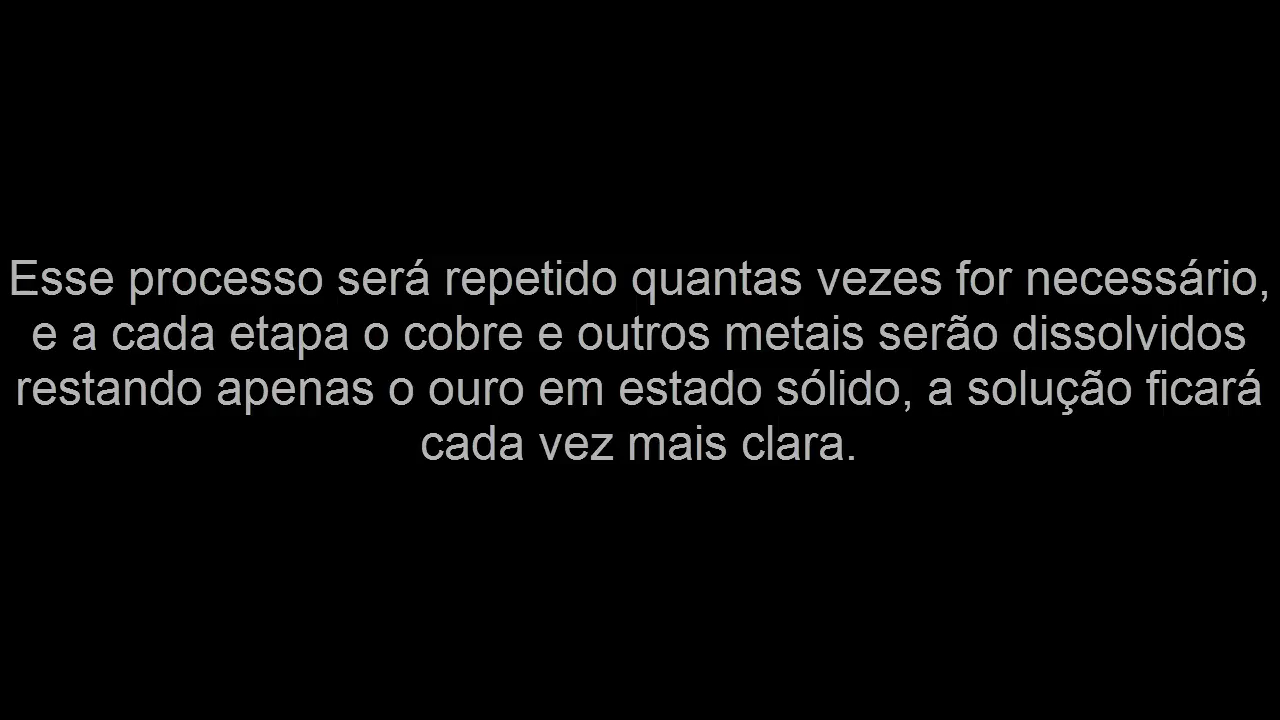 Esse processo será repetido quantas vezes for necessário,
e a cada etapa o cobre e outros metais serão dissolvidos
restando apenas o ouro em estado sólido, a solução ficará
cada vez mais clara.